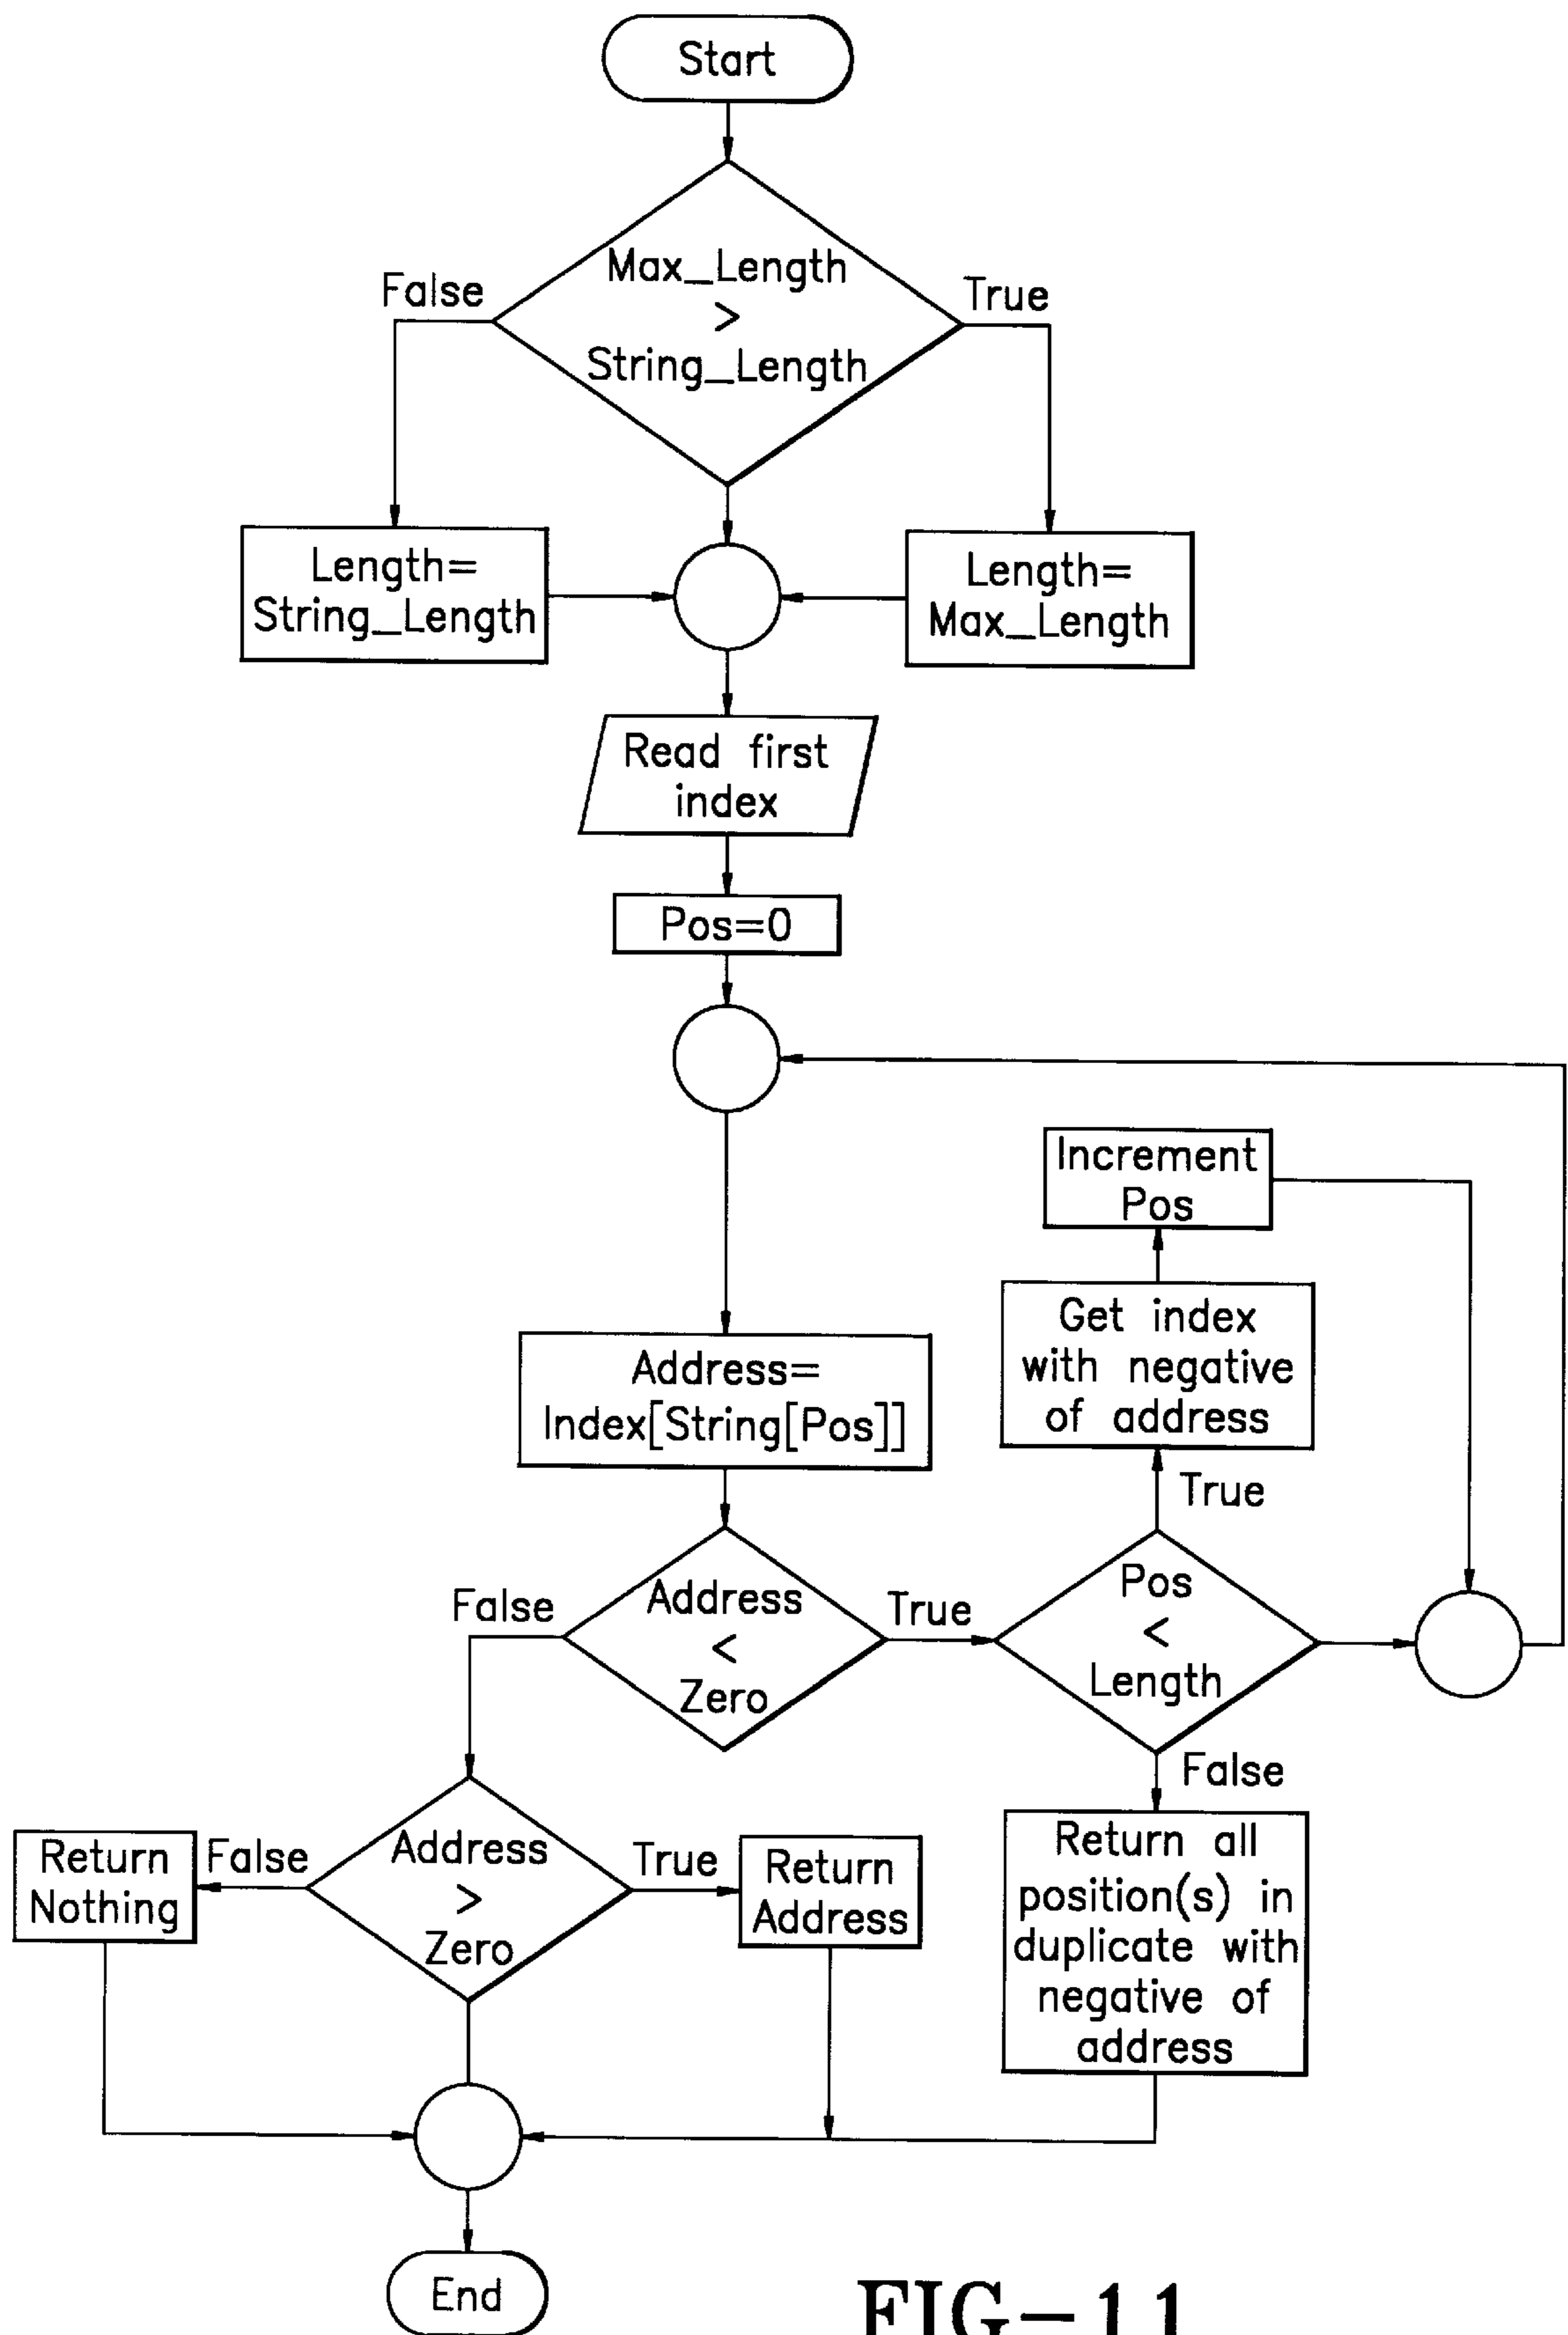 Start
Max_Length
>
String_Length
False
True
Length=
String_Length
Length=
Max_Length
Read first
index
Pos=0
Increment
Pos
Get index
with negative
of address
Address=
Index[String[Pos]]
True
Address
<
Zero
False
True
Pos
<
Length
False
Address
>
Zero
False
True
Return
Nothing
Return
Address
Return all
position(s) in
duplicate with
negative of
address
End
FIG-11